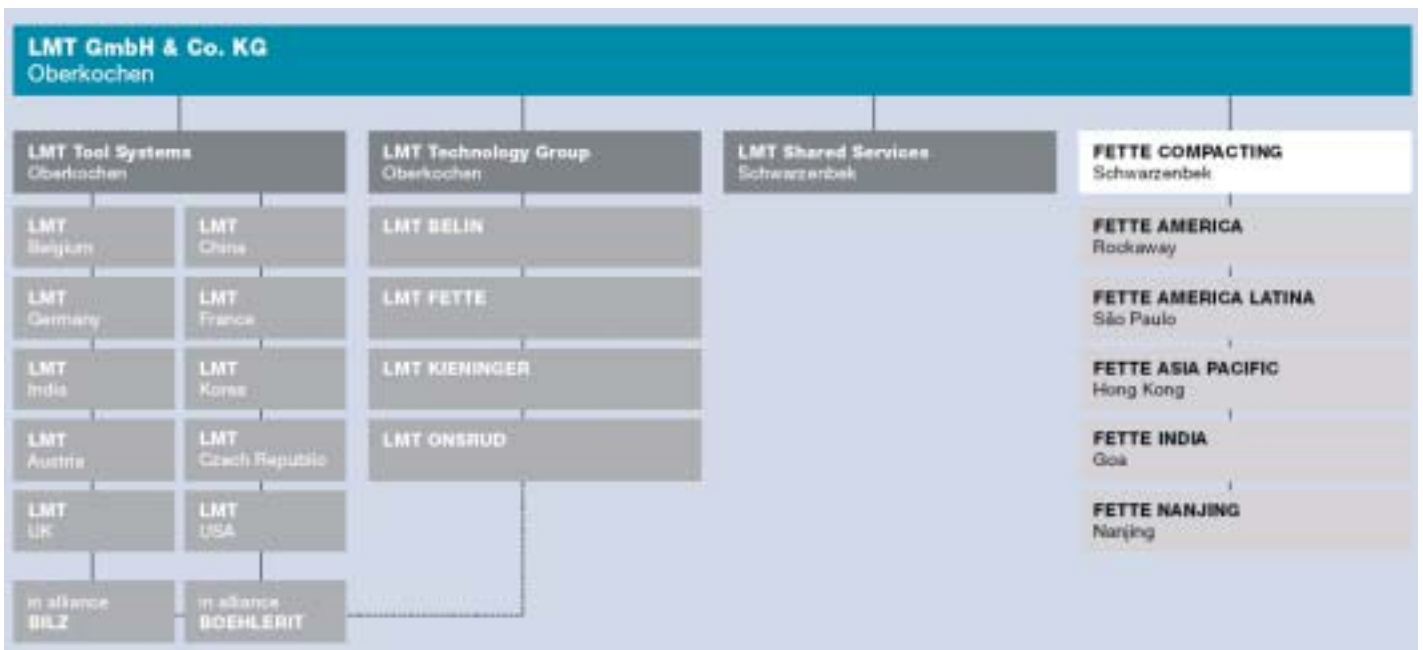 LMT GmbH & Co. KG
Oberkochen
LMT Tool Systems
Oberkochen
LMT
Belgium
LMT
China
LMT
Germany
LMT
France
LMT
India
LMT
Korea
LMT
Austria
LMT
Czech Republic
LMT
UK
LMT
USA
in alliance
BILZ
in alliance
BOEHLERIT
LMT Technology Group
Oberkochen
LMT BELIN
LMT FETTE
LMT KIENINGER
LMT ONSRUD
LMT Shared Services
Schwarzenbek
FETTE COMPACTING
Schwarzenbek
FETTE AMERICA
Rockaway
FETTE AMERICA LATINA
São Paulo
FETTE ASIA PACIFIC
Hong Kong
FETTE INDIA
Goa
FETTE NANJING
Nanjing